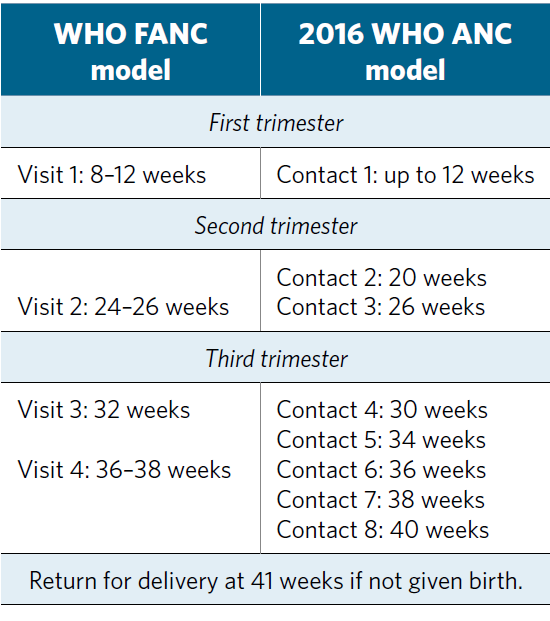 WHO FANC model
2016 WHO ANC model
First trimester
Visit 1: 8–12 weeks
Contact 1: up to 12 weeks
Second trimester
Visit 2: 24–26 weeks
Contact 2: 20 weeks
Contact 3: 26 weeks
Third trimester
Visit 3: 32 weeks
Visit 4: 36–38 weeks
Contact 4: 30 weeks
Contact 5: 34 weeks
Contact 6: 36 weeks
Contact 7: 38 weeks
Contact 8: 40 weeks
Return for delivery at 41 weeks if not given birth.